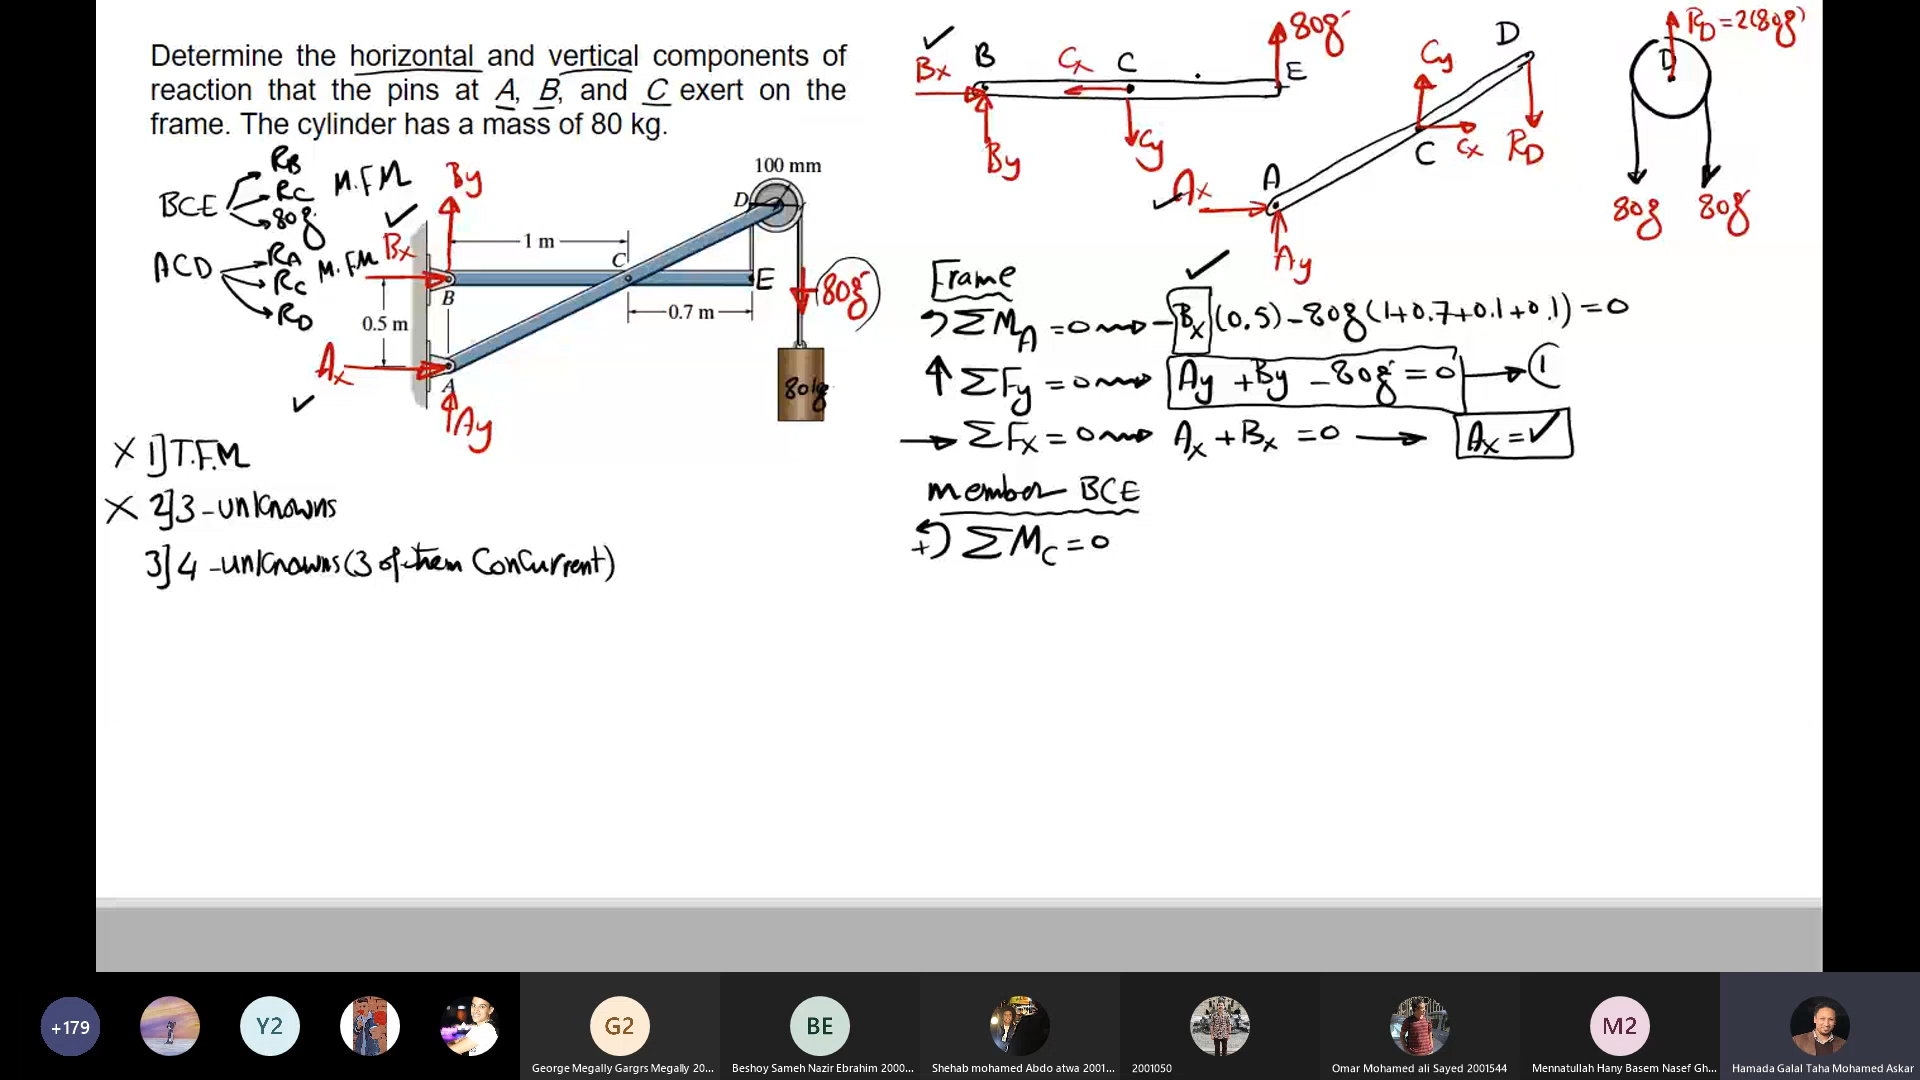 Determine the horizontal and vertical components of
reaction that the pins at A, B, and C exert on the
frame. The cylinder has a mass of 80 kg.
BCE
RB
RC
80g
M.F.M
ACD
RA
RC
RD
M.F.M
By
Bx
B
1 m
C
0.5 m
0.7 m
E
D
100 mm
80g
80kg
Ax
A
Ay
X 1] T.F.M
X 2] 3-unknowns
3] 4-unknowns (3 of them Concurrent)
Bx
B
Cx
C
80g
E
By
Cy
D
Cy
C
Cx
RD
A
Ax
Ay
RD=2(80g)
D
80g
80g
Frame
ΣMA=0 -Bx(0.5)-80g(1+0.7+0.1+0.1)=0
↑ ΣFy=0 Ay+By-80g=0 → (1
→ ΣFx=0 Ax+Bx=0 → Ax=✓
member BCE
+ ΣMC=0
+179
Y2
G2
BE
M2
George Megally Gargrs Megally 20...
Beshoy Sameh Nazir Ebrahim 2000...
Shehab mohamed Abdo atwa 2001...
2001050
Omar Mohamed ali Sayed 2001544
Mennatullah Hany Basem Nasef Gh...
Hamada Galal Taha Mohamed Askar